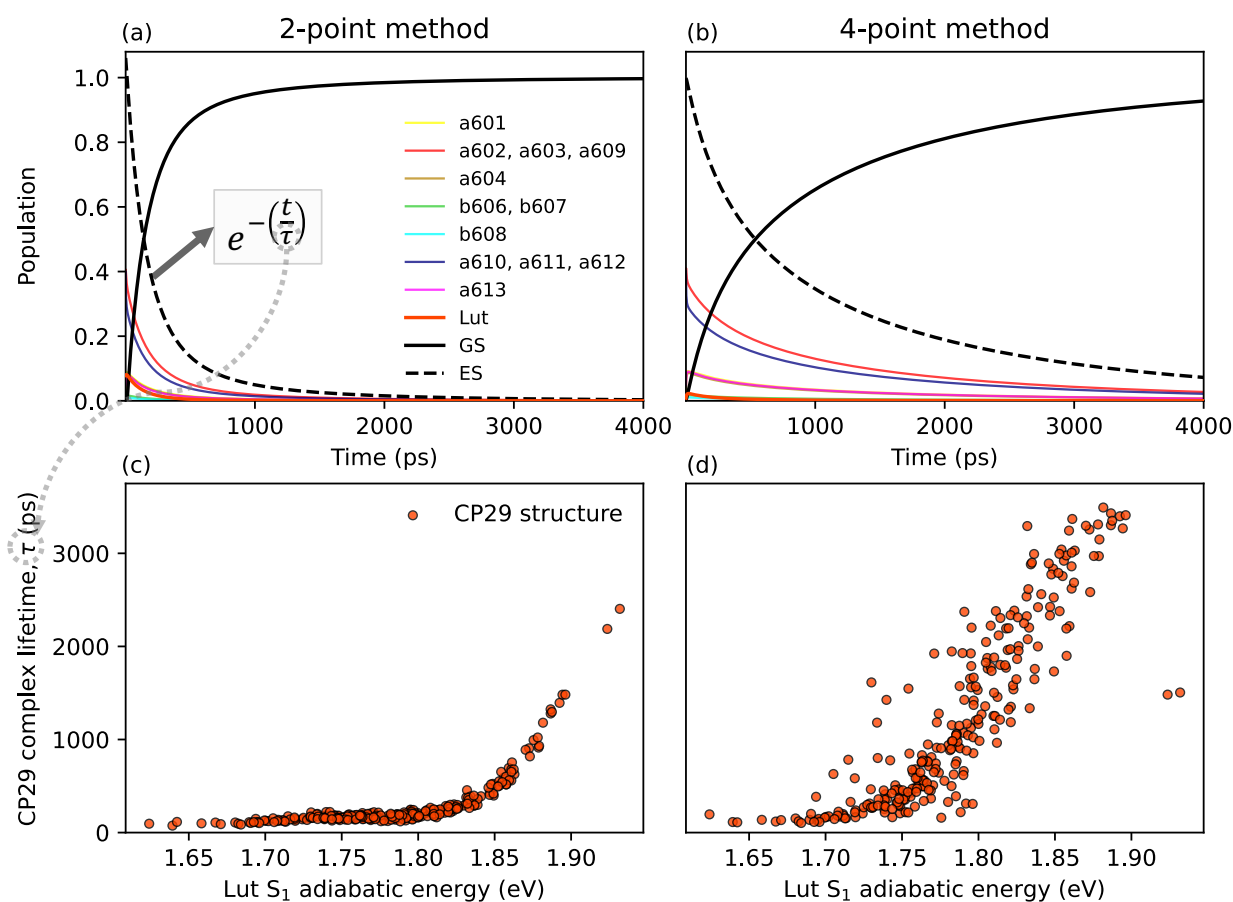 (a)
2-point method
(b)
4-point method
Population
1.0
0.8
0.6
0.4
0.2
0.0
e^{-(t/τ)}
a601
a602, a603, a609
a604
b606, b607
b608
a610, a611, a612
a613
Lut
GS
ES
1000
2000
3000
4000
Time (ps)
1000
2000
3000
4000
Time (ps)
(c)
(d)
CP29 complex lifetime, τ (ps)
3000
2000
1000
0
CP29 structure
1.65
1.70
1.75
1.80
1.85
1.90
Lut S₁ adiabatic energy (eV)
1.65
1.70
1.75
1.80
1.85
1.90
Lut S₁ adiabatic energy (eV)